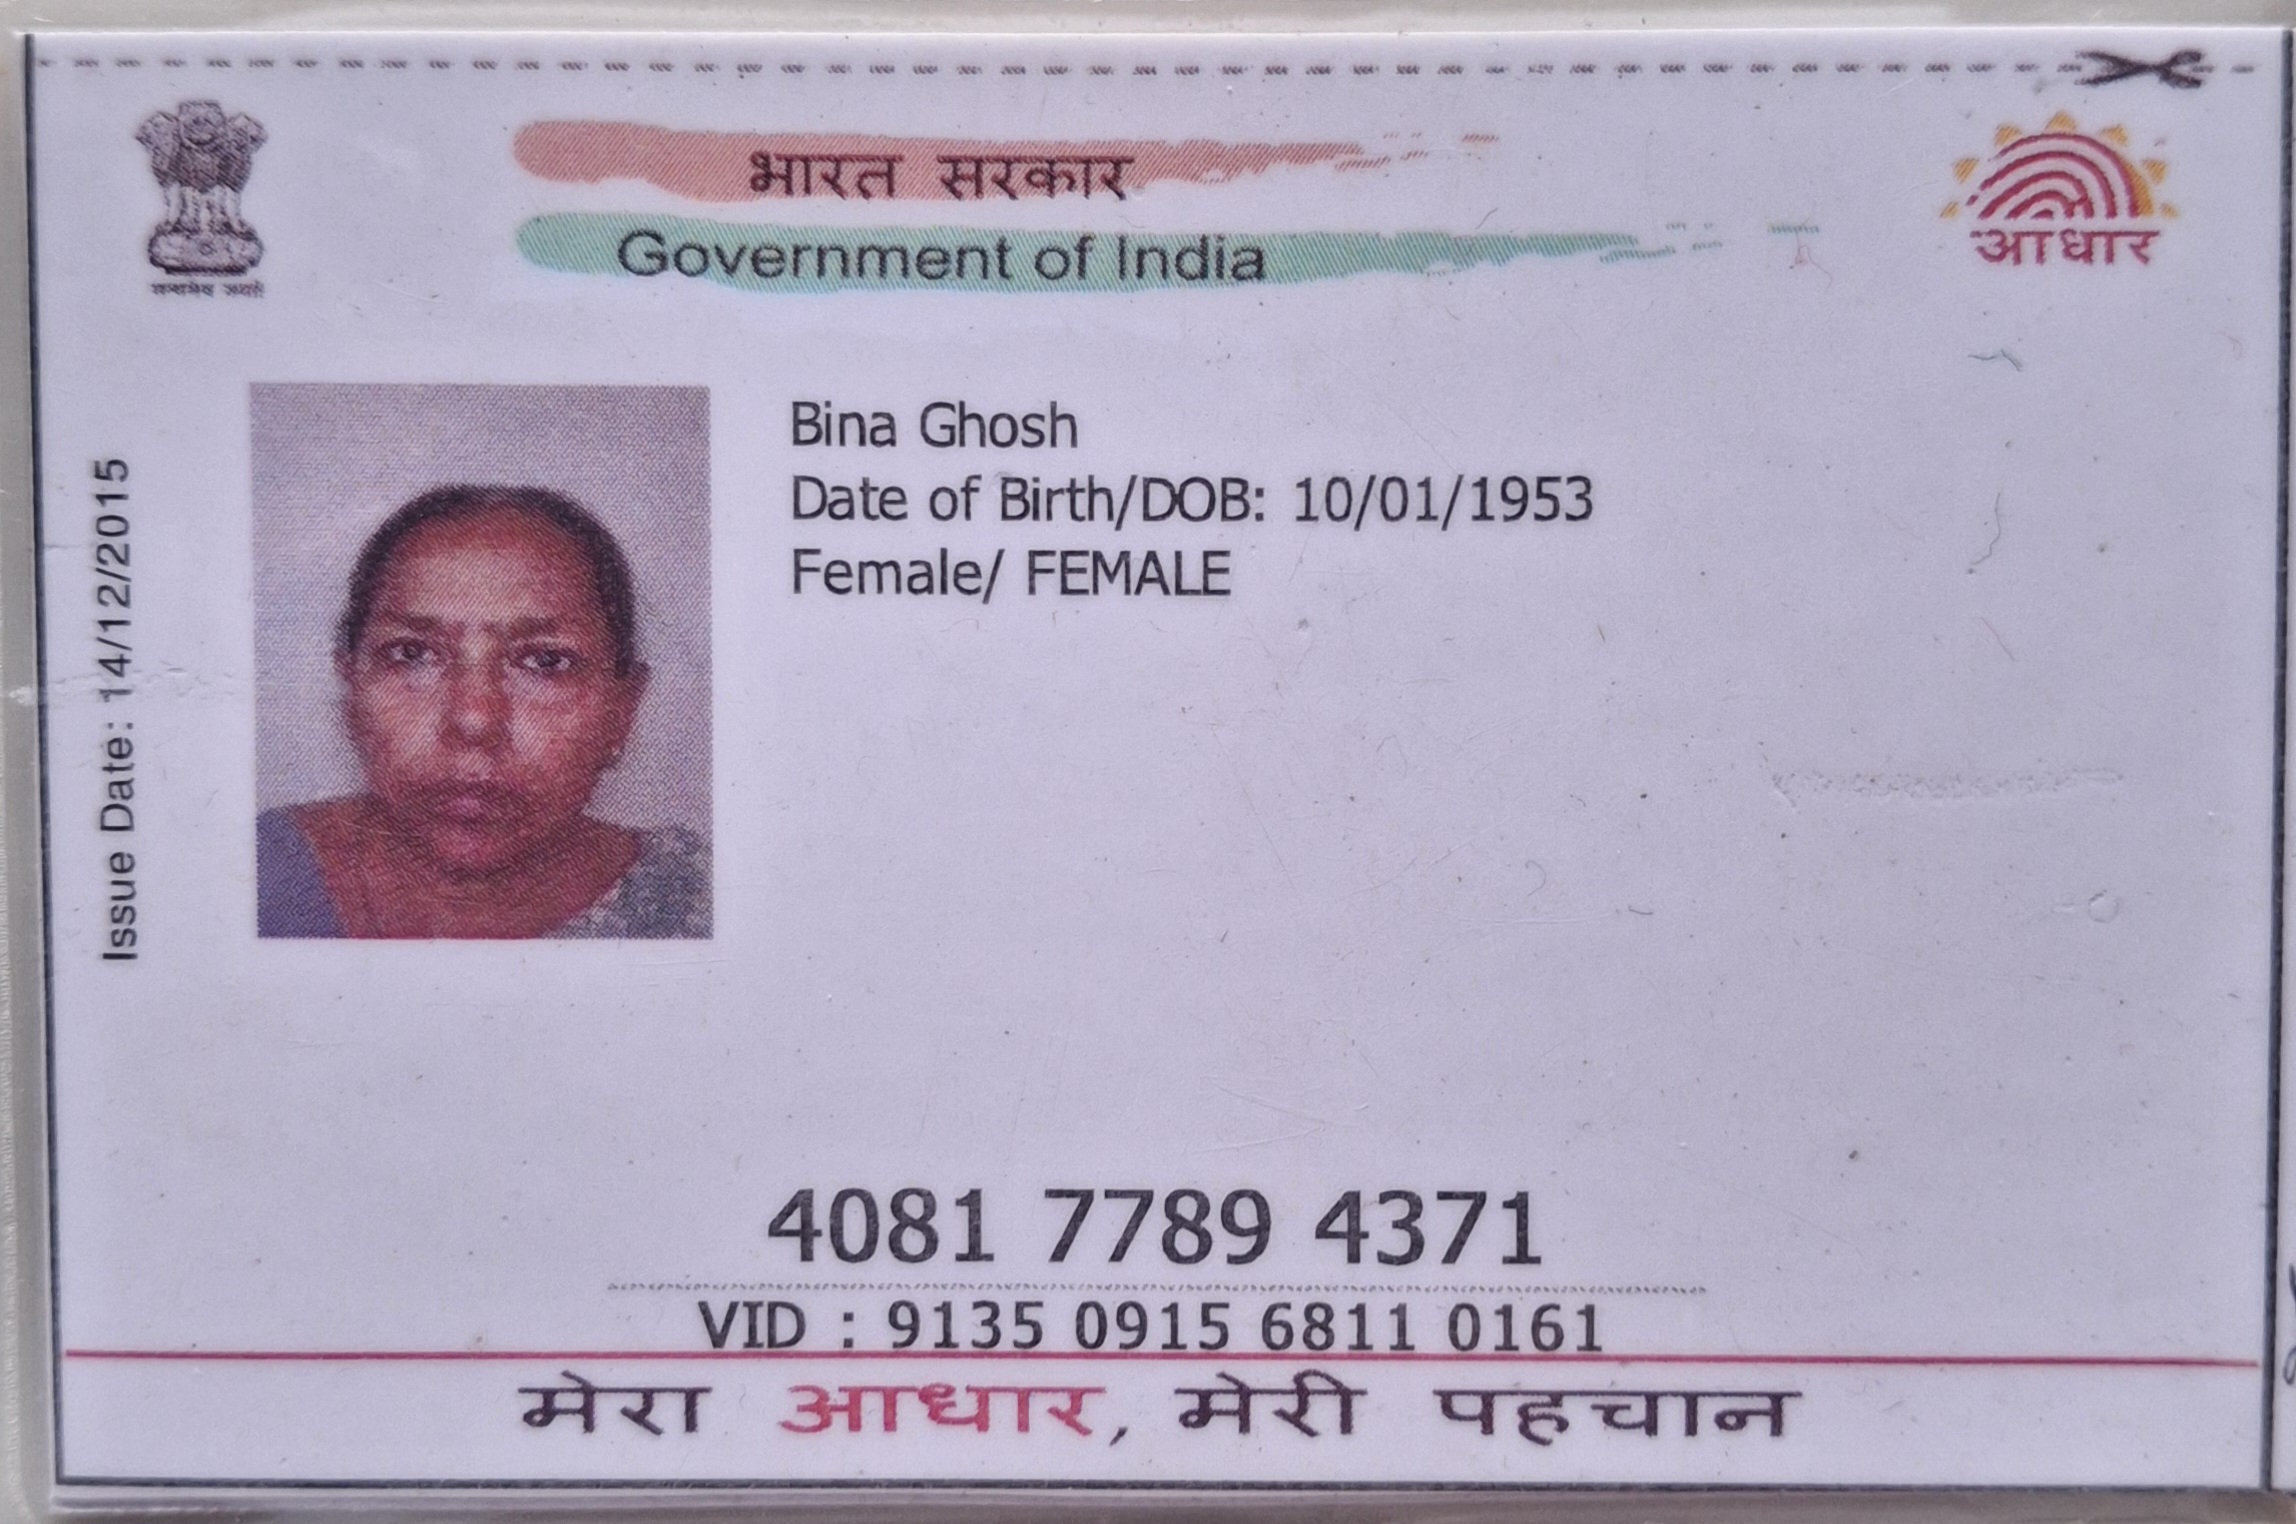 सत्यमेव जयते
भारत सरकार
Government of India
आधार
Issue Date: 14/12/2015
Bina Ghosh
Date of Birth/DOB: 10/01/1953
Female/ FEMALE
4081 7789 4371
VID : 9135 0915 6811 0161
मेरा आधार, मेरी पहचान